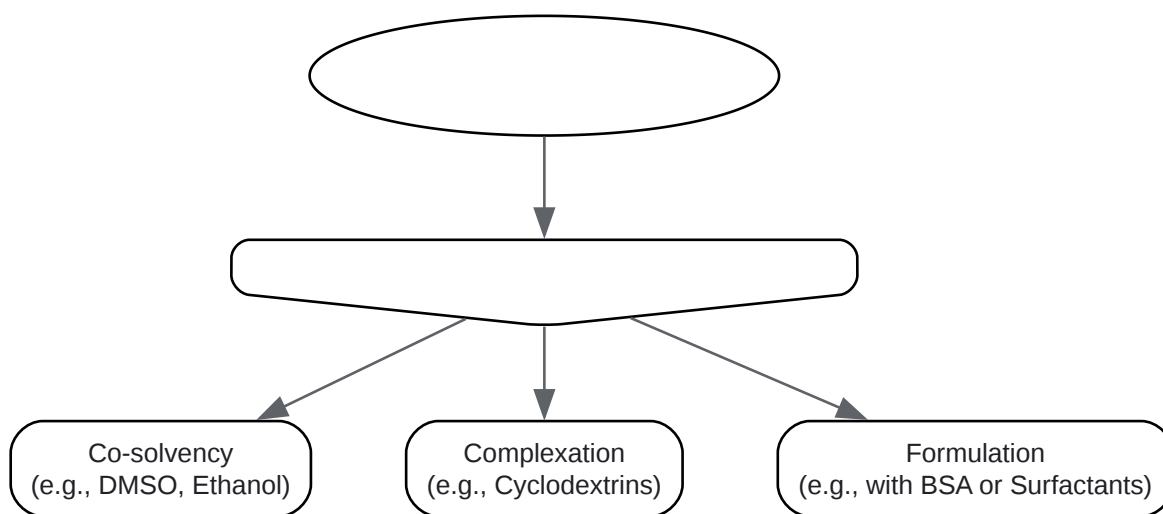 Co-solvency
(e.g., DMSO, Ethanol)
Complexation
(e.g., Cyclodextrins)
Formulation
(e.g., with BSA or Surfactants)